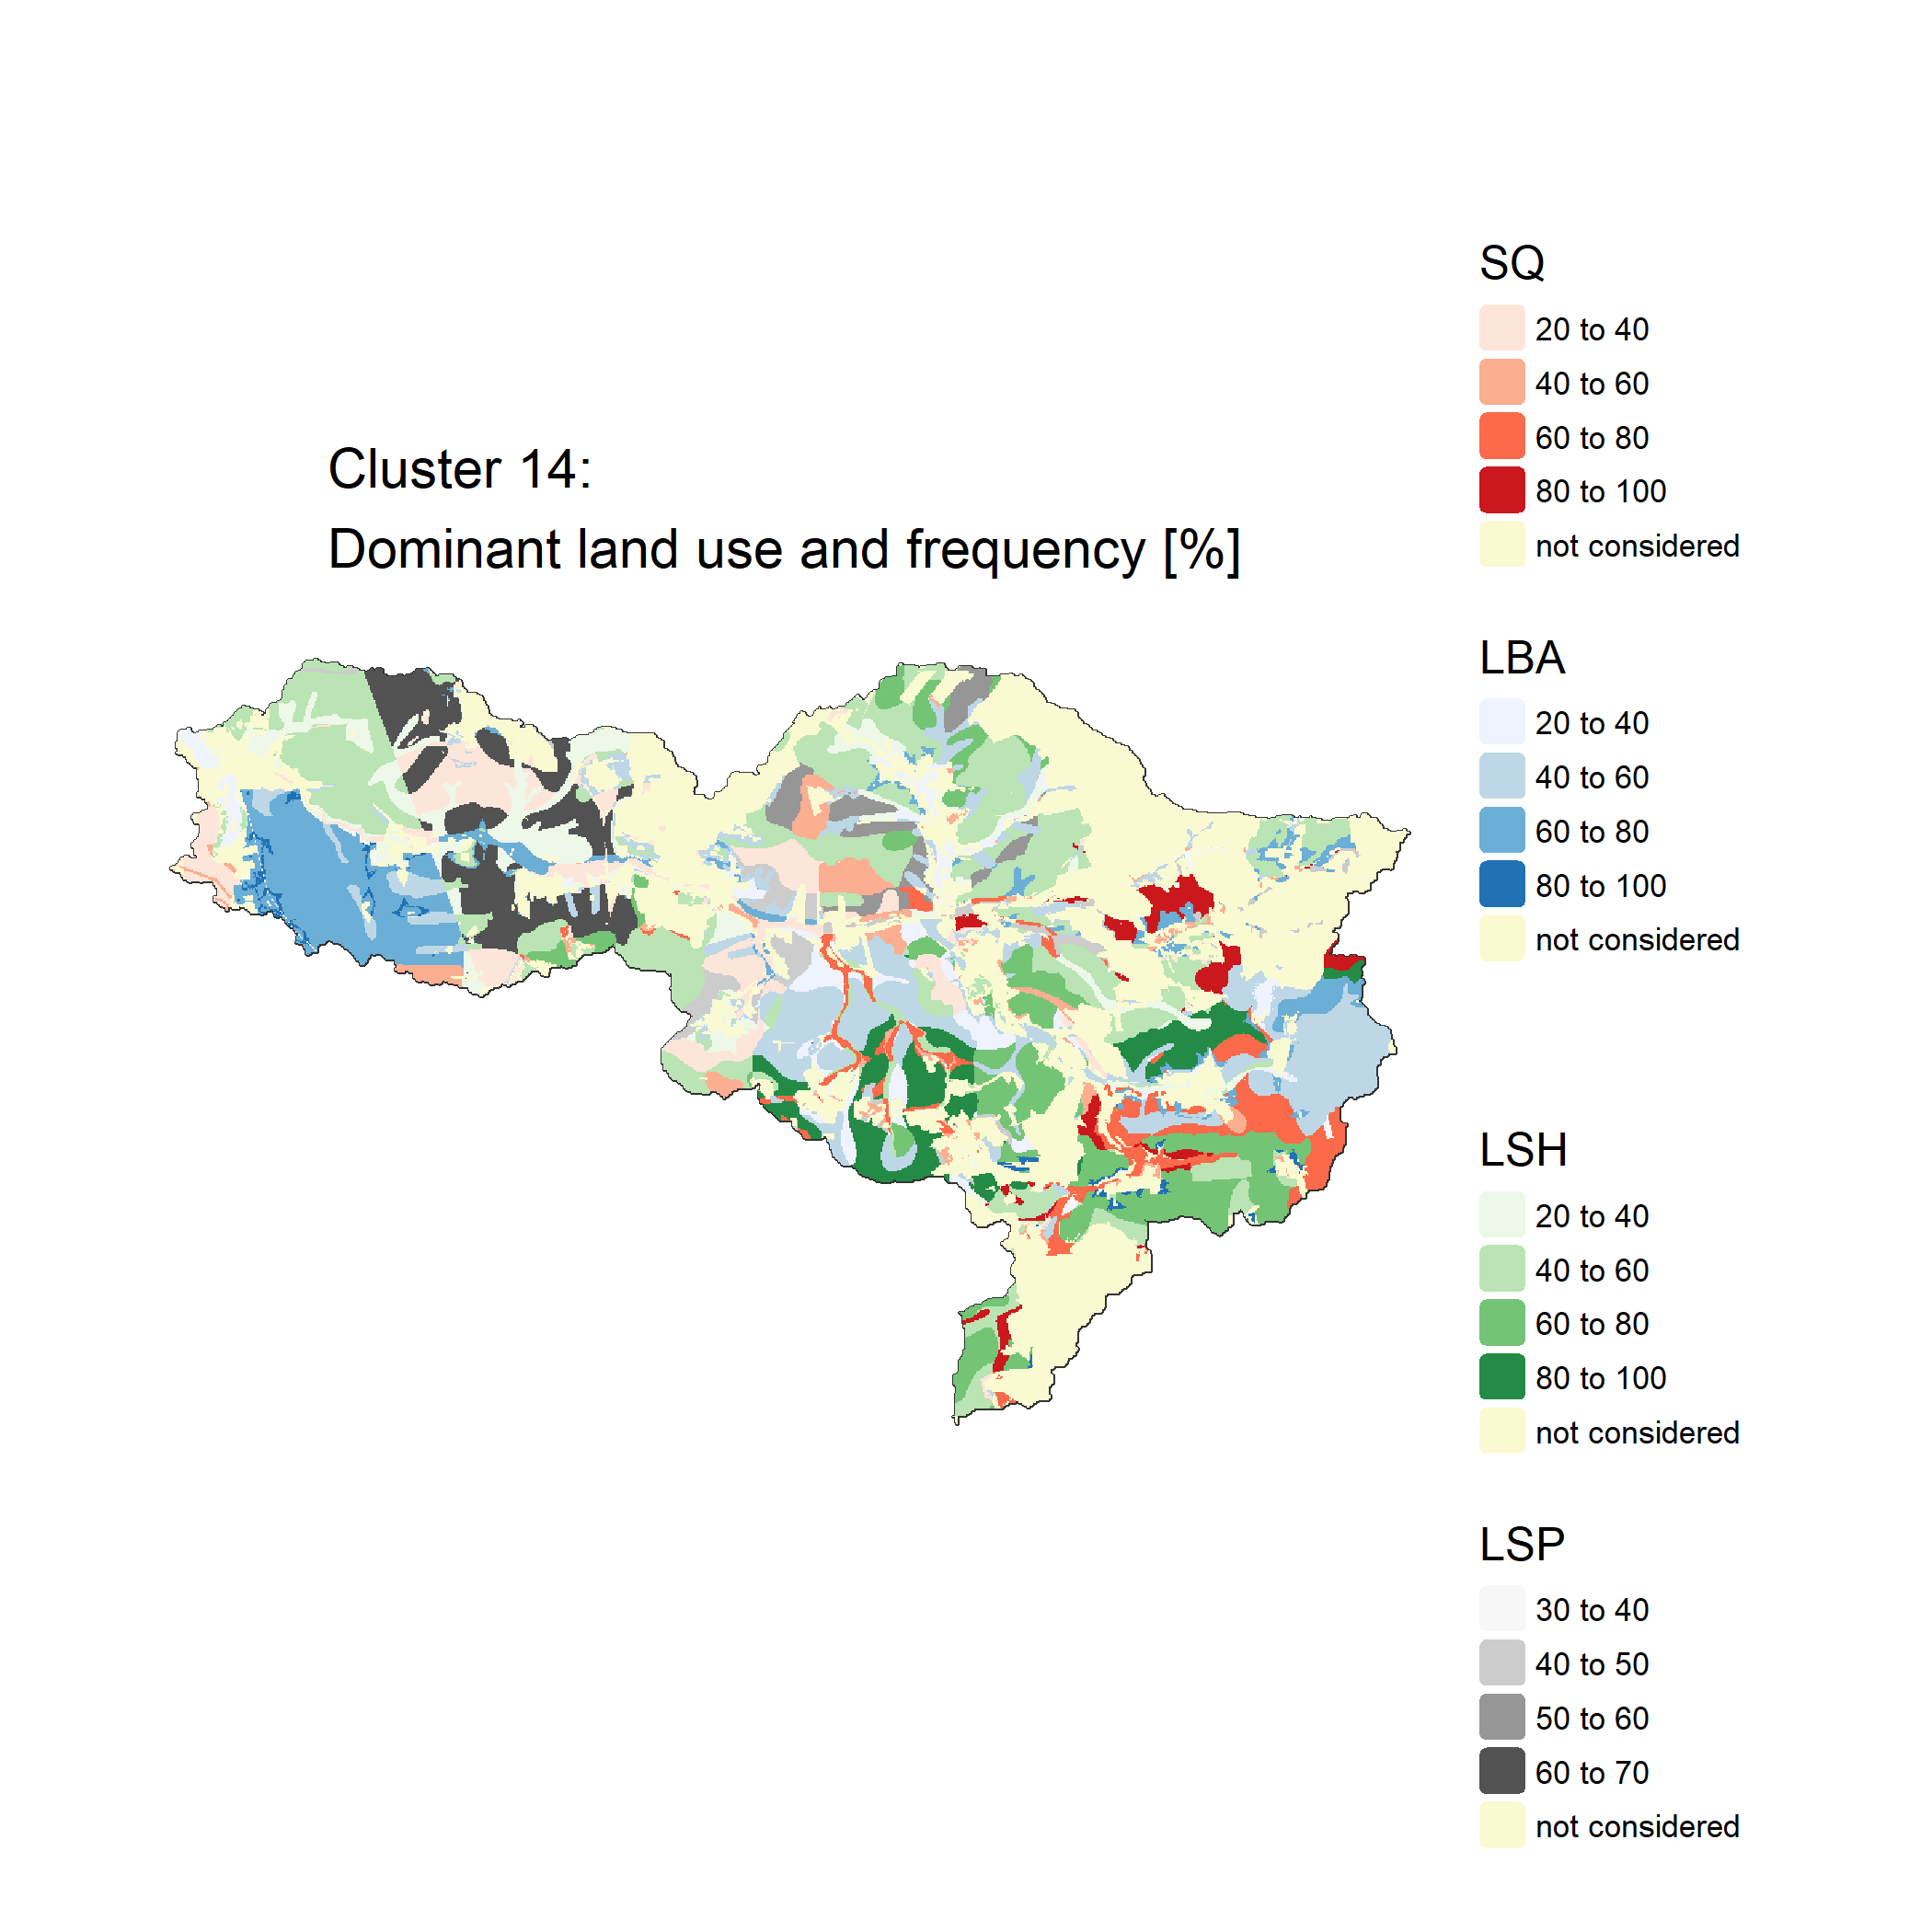 Cluster 14:
Dominant land use and frequency [%]
SQ
20 to 40
40 to 60
60 to 80
80 to 100
not considered
LBA
20 to 40
40 to 60
60 to 80
80 to 100
not considered
LSH
20 to 40
40 to 60
60 to 80
80 to 100
not considered
LSP
30 to 40
40 to 50
50 to 60
60 to 70
not considered